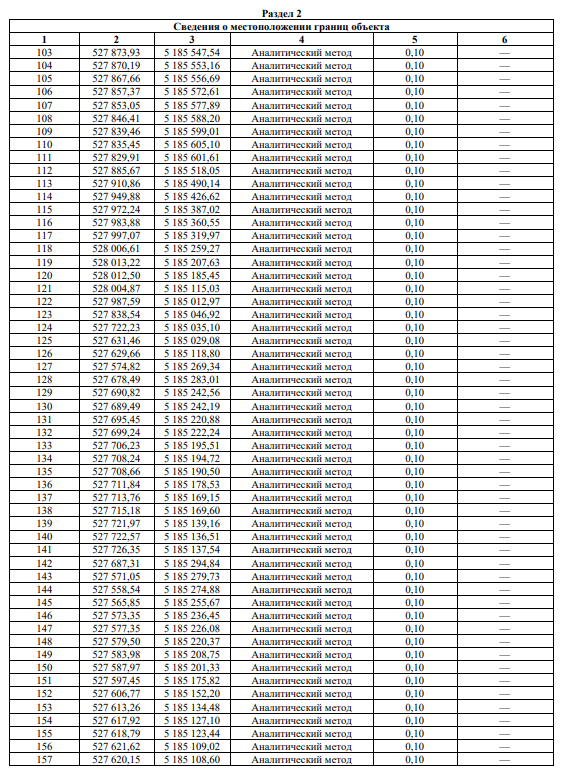 Раздел 2
Сведения о местоположении границ объекта
1 2 3 4 5 6
103 527 873,93 5 185 547,54 Аналитический метод 0,10 —
104 527 870,19 5 185 553,16 Аналитический метод 0,10 —
105 527 867,66 5 185 556,69 Аналитический метод 0,10 —
106 527 857,37 5 185 572,61 Аналитический метод 0,10 —
107 527 853,05 5 185 577,89 Аналитический метод 0,10 —
108 527 846,41 5 185 588,20 Аналитический метод 0,10 —
109 527 839,46 5 185 599,01 Аналитический метод 0,10 —
110 527 835,45 5 185 605,10 Аналитический метод 0,10 —
111 527 829,91 5 185 601,61 Аналитический метод 0,10 —
112 527 885,67 5 185 518,05 Аналитический метод 0,10 —
113 527 910,86 5 185 490,14 Аналитический метод 0,10 —
114 527 949,88 5 185 426,62 Аналитический метод 0,10 —
115 527 972,24 5 185 387,02 Аналитический метод 0,10 —
116 527 983,88 5 185 360,55 Аналитический метод 0,10 —
117 527 997,07 5 185 319,97 Аналитический метод 0,10 —
118 528 006,61 5 185 259,27 Аналитический метод 0,10 —
119 528 013,22 5 185 207,63 Аналитический метод 0,10 —
120 528 012,50 5 185 185,45 Аналитический метод 0,10 —
121 528 004,87 5 185 115,03 Аналитический метод 0,10 —
122 527 987,59 5 185 012,97 Аналитический метод 0,10 —
123 527 838,54 5 185 046,92 Аналитический метод 0,10 —
124 527 722,23 5 185 035,10 Аналитический метод 0,10 —
125 527 631,46 5 185 029,08 Аналитический метод 0,10 —
126 527 629,66 5 185 118,80 Аналитический метод 0,10 —
127 527 574,82 5 185 269,34 Аналитический метод 0,10 —
128 527 678,49 5 185 283,01 Аналитический метод 0,10 —
129 527 690,82 5 185 242,56 Аналитический метод 0,10 —
130 527 689,49 5 185 242,19 Аналитический метод 0,10 —
131 527 695,45 5 185 220,88 Аналитический метод 0,10 —
132 527 699,24 5 185 222,24 Аналитический метод 0,10 —
133 527 706,23 5 185 195,51 Аналитический метод 0,10 —
134 527 708,24 5 185 194,72 Аналитический метод 0,10 —
135 527 708,66 5 185 190,50 Аналитический метод 0,10 —
136 527 711,84 5 185 178,53 Аналитический метод 0,10 —
137 527 713,76 5 185 169,15 Аналитический метод 0,10 —
138 527 715,18 5 185 169,60 Аналитический метод 0,10 —
139 527 721,97 5 185 139,16 Аналитический метод 0,10 —
140 527 722,57 5 185 136,51 Аналитический метод 0,10 —
141 527 726,35 5 185 137,54 Аналитический метод 0,10 —
142 527 687,31 5 185 294,84 Аналитический метод 0,10 —
143 527 571,05 5 185 279,73 Аналитический метод 0,10 —
144 527 558,54 5 185 274,88 Аналитический метод 0,10 —
145 527 565,85 5 185 255,67 Аналитический метод 0,10 —
146 527 573,35 5 185 236,45 Аналитический метод 0,10 —
147 527 577,35 5 185 226,08 Аналитический метод 0,10 —
148 527 579,50 5 185 220,37 Аналитический метод 0,10 —
149 527 583,98 5 185 208,75 Аналитический метод 0,10 —
150 527 587,97 5 185 201,33 Аналитический метод 0,10 —
151 527 597,45 5 185 175,82 Аналитический метод 0,10 —
152 527 606,77 5 185 152,20 Аналитический метод 0,10 —
153 527 613,26 5 185 134,48 Аналитический метод 0,10 —
154 527 617,92 5 185 127,10 Аналитический метод 0,10 —
155 527 618,79 5 185 123,44 Аналитический метод 0,10 —
156 527 621,62 5 185 109,02 Аналитический метод 0,10 —
157 527 620,15 5 185 108,60 Аналитический метод 0,10 —